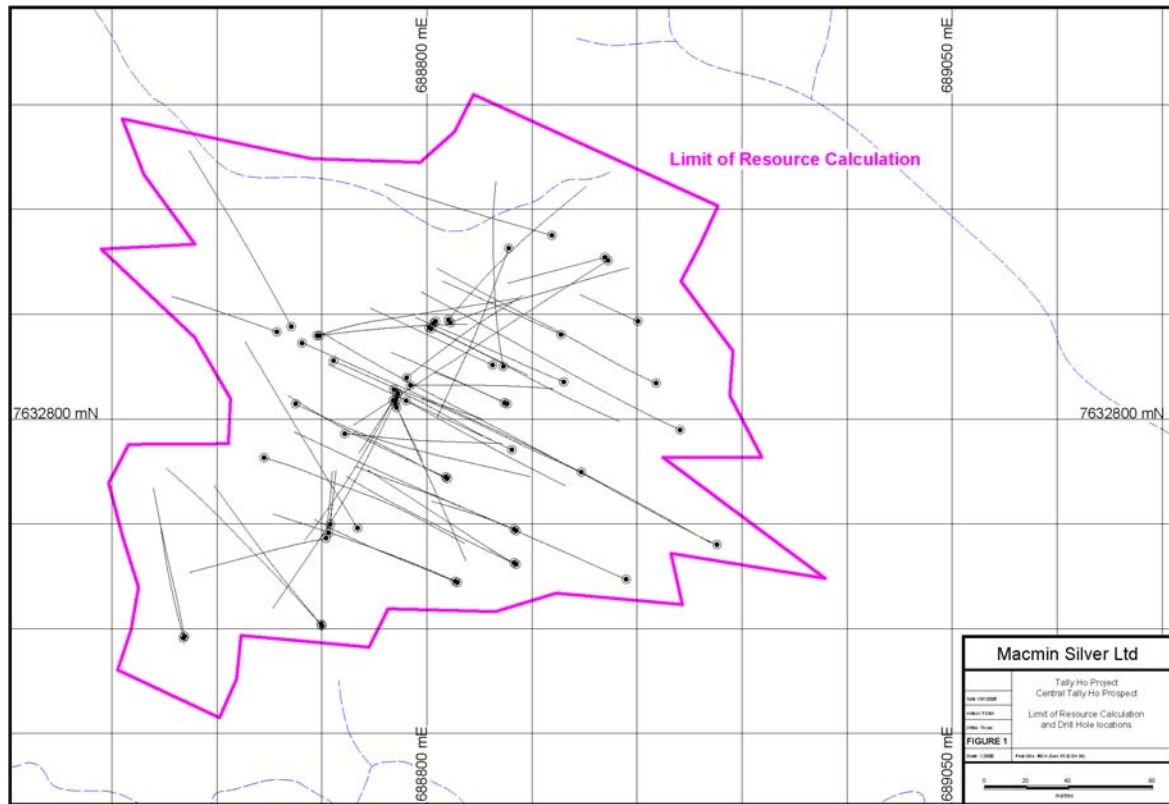 688800 mE
689050 mE
Limit of Resource Calculation
7632800 mN
7632800 mN
688800 mE
689050 mE
Macmin Silver Ltd
Tally Ho Project
Central Tally Ho Prospect
Limit of Resource Calculation
and Drill Hole locations
FIGURE 1
0 20 40 80
metres